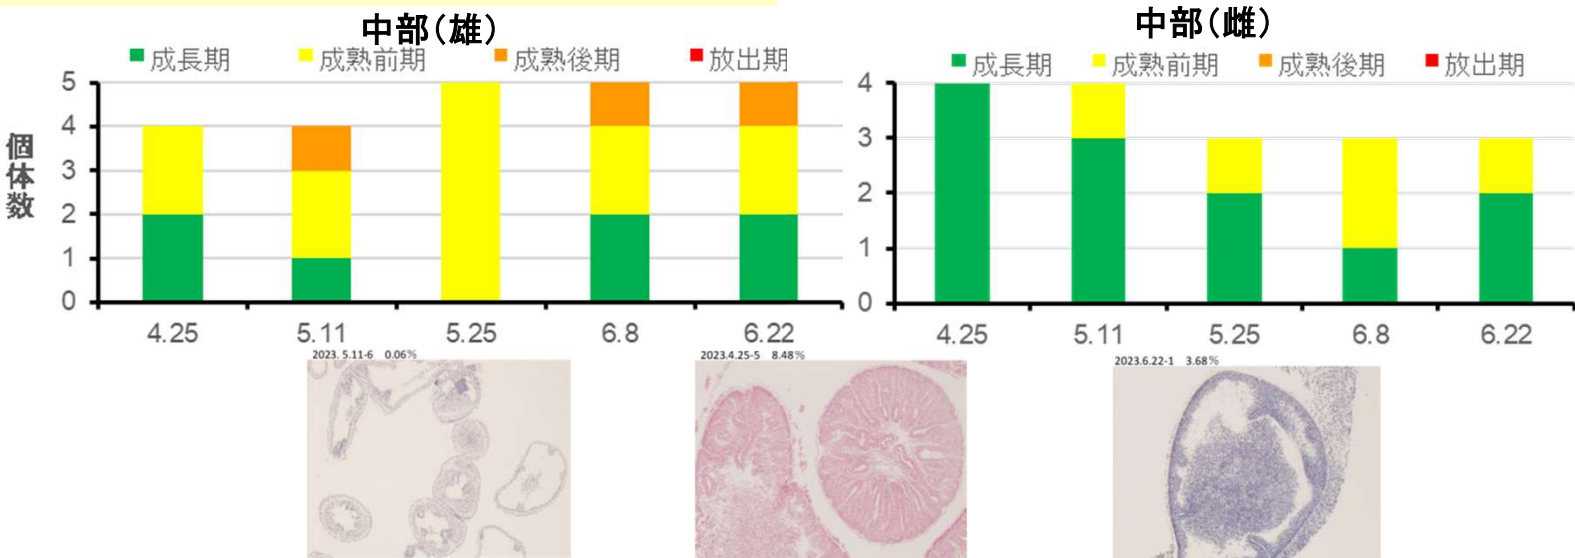 中部（雄）
成長期 成熟前期 成熟後期 放出期
個体数
5
4
3
2
1
0
4.25 5.11 5.25 6.8 6.22
中部（雌）
成長期 成熟前期 成熟後期 放出期
4
3
2
1
0
4.25 5.11 5.25 6.8 6.22
2023. 5.11-6 0.06%
2023.4.25-5 8.48%
2023.6.22-1 3.68%